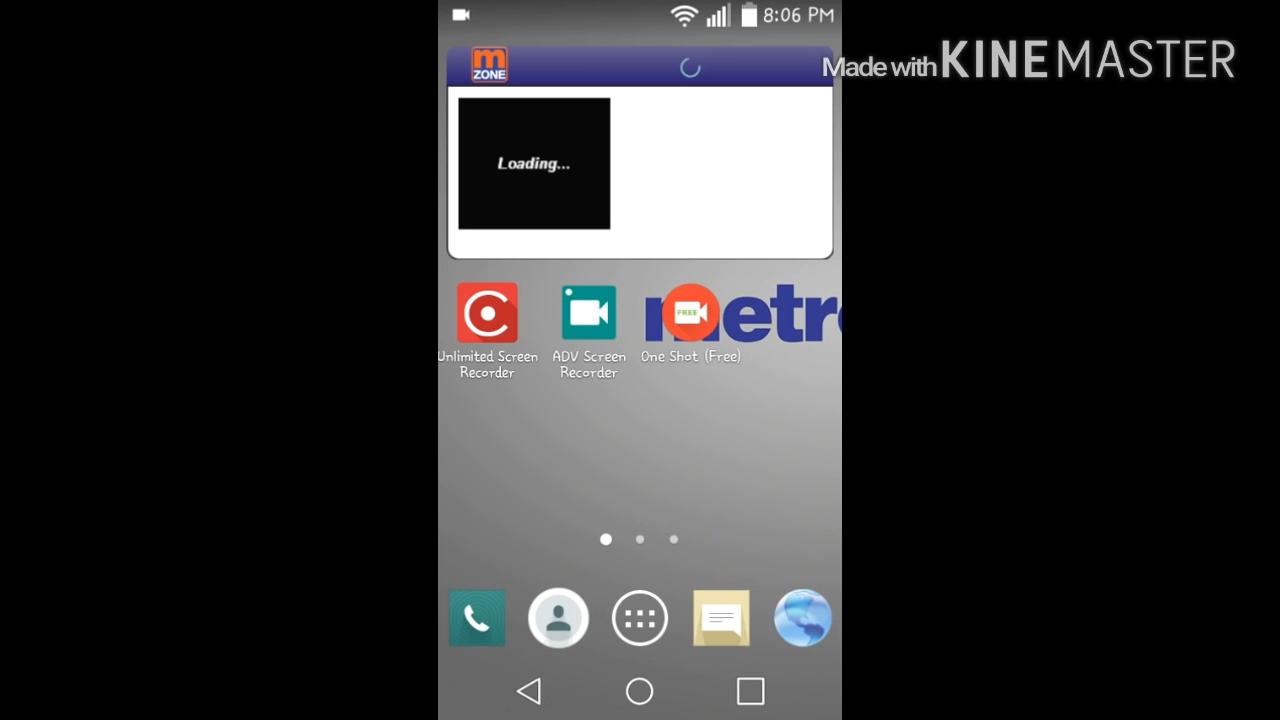 8:06 PM
m
ZONE
Made with KINEMASTER
Loading...
FREE
metr
Unlimited Screen
Recorder
ADV Screen
Recorder
One Shot (Free)